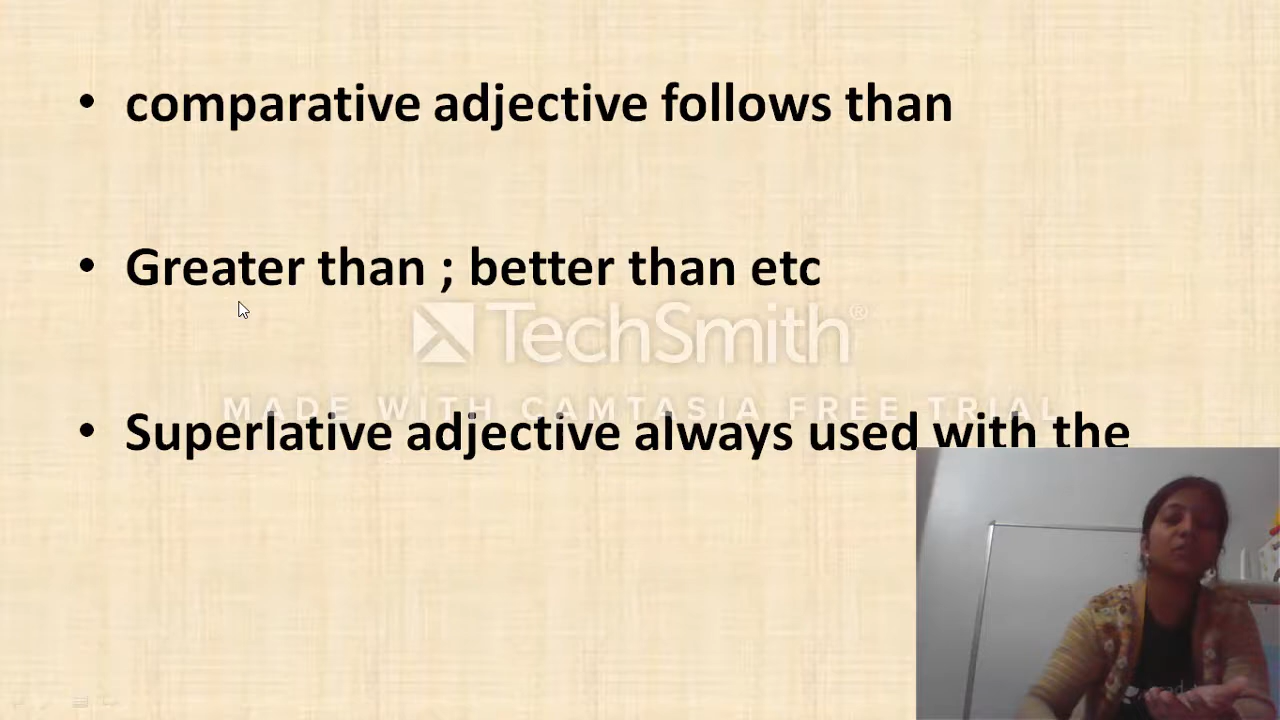 • comparative adjective follows than
• Greater than ; better than etc
TechSmith®
MADE WITH CAMTASIA FREE TRIAL
• Superlative adjective always used with the